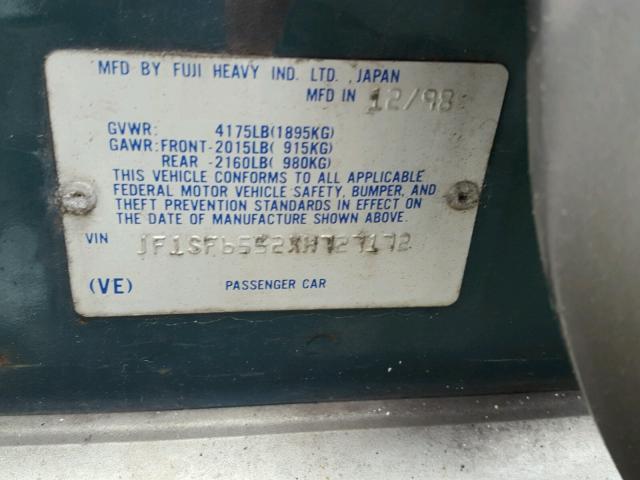 MFD BY FUJI HEAVY IND. LTD. , JAPAN
MFD IN 12/98
GVWR: 4175LB(1895KG)
GAWR:FRONT-2015LB( 915KG)
REAR -2160LB( 980KG)
THIS VEHICLE CONFORMS TO ALL APPLICABLE
FEDERAL MOTOR VEHICLE SAFETY, BUMPER, AND
THEFT PREVENTION STANDARDS IN EFFECT ON
THE DATE OF MANUFACTURE SHOWN ABOVE.
VIN JF1SF6552XH727172
(VE) PASSENGER CAR